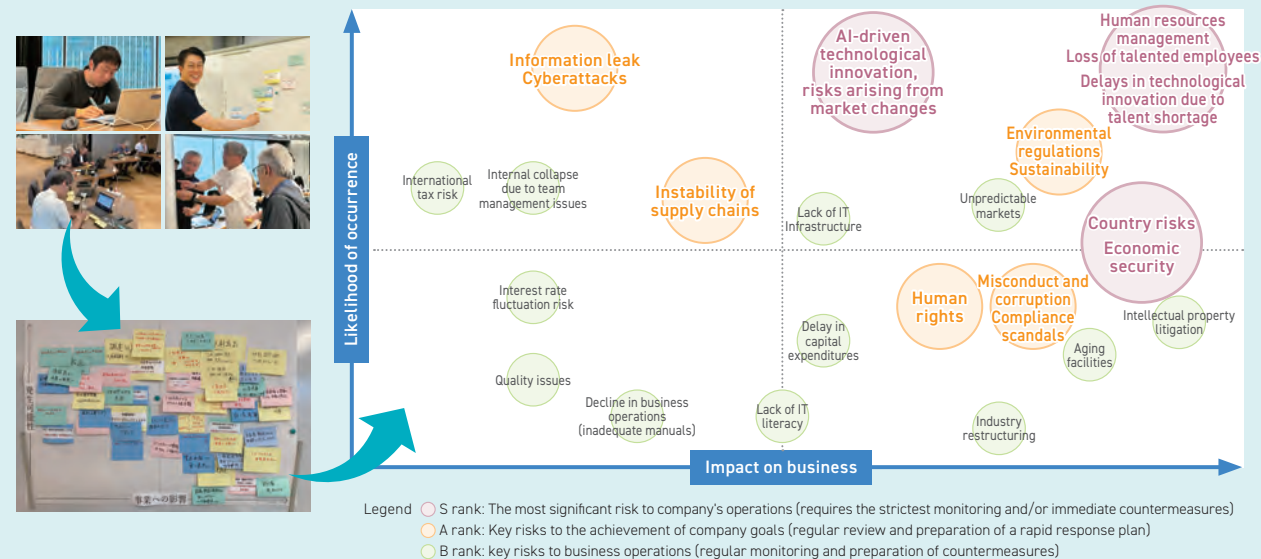 Likelihood of occurrence
Impact on business
Information leak
Cyberattacks
AI-driven
technological
innovation,
risks arising from
market changes
Human resources
management
Loss of talented employees
Delays in technological
innovation due to
talent shortage
Environmental
regulations
Sustainability
International
tax risk
Internal collapse
due to team
management issues
Instability of
supply chains
Lack of IT
Infrastructure
Unpredictable
markets
Country risks
Economic
security
Interest rate
fluctuation risk
Human
rights
Misconduct and
corruption
Compliance
scandals
Intellectual property
litigation
Delay in
capital
expenditures
Aging
facilities
Quality issues
Decline in business
operations
(inadequate manuals)
Lack of IT
literacy
Industry
restructuring
事業への影響
Legend
S rank: The most significant risk to company's operations (requires the strictest monitoring and/or immediate countermeasures)
A rank: Key risks to the achievement of company goals (regular review and preparation of a rapid response plan)
B rank: key risks to business operations (regular monitoring and preparation of countermeasures)